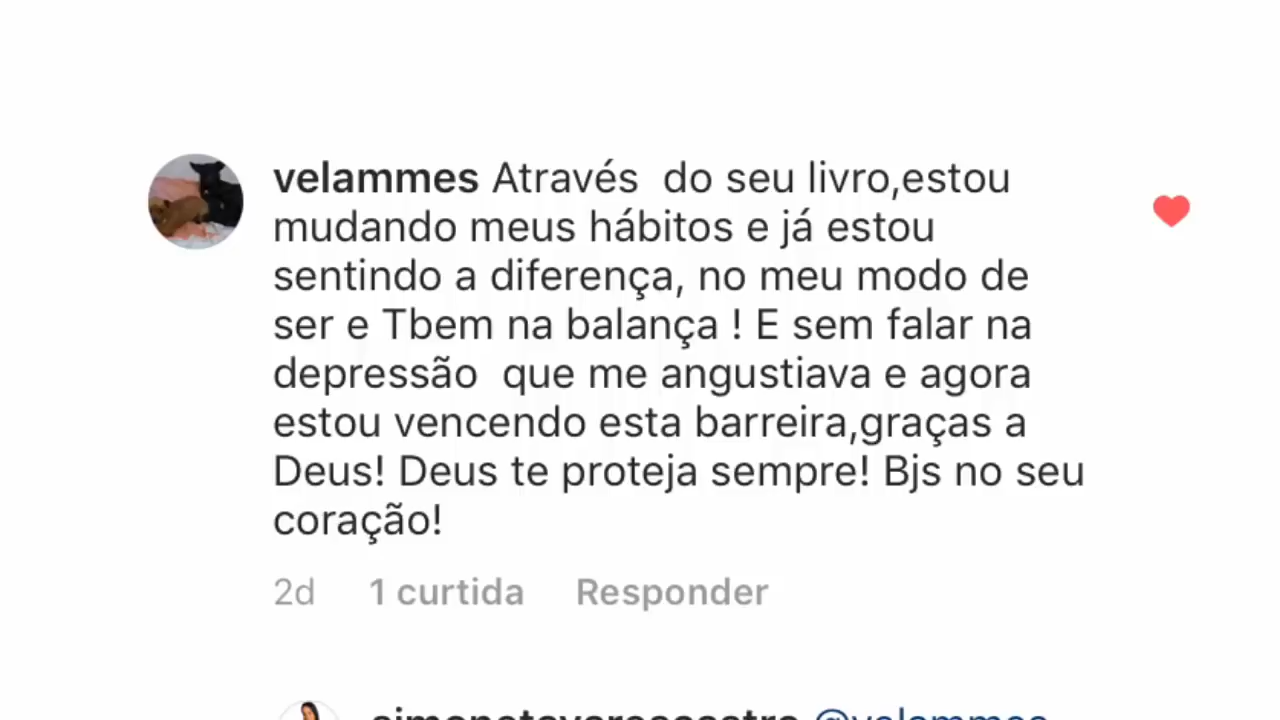 velammes Através  do seu livro,estou
mudando meus hábitos e já estou
sentindo a diferença, no meu modo de
ser e Tbem na balança ! E sem falar na
depressão  que me angustiava e agora
estou vencendo esta barreira,graças a
Deus! Deus te proteja sempre! Bjs no seu
coração!
2d 1 curtida Responder
simonetavarescastro @velammes